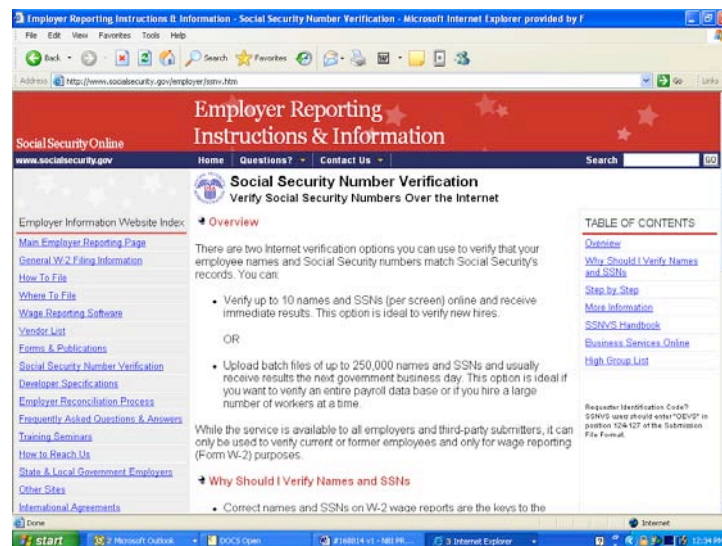 Employer Reporting Instructions & Information - Social Security Number Verification - Microsoft Internet Explorer provided by F
File Edit View Favorites Tools Help
Back Search Favorites
Address http://www.socialsecurity.gov/employer/ssnv.htm Go Links
Employer Reporting
Instructions & Information
Social Security Online
www.socialsecurity.gov Home Questions? Contact Us Search GO
Social Security Number Verification
Verify Social Security Numbers Over the Internet
Employer Information Website Index
Main Employer Reporting Page
General W-2 Filing Information
How To File
Where To File
Wage Reporting Software
Vendor List
Forms & Publications
Social Security Number Verification
Developer Specifications
Employer Reconciliation Process
Frequently Asked Questions & Answers
Training Seminars
How to Reach Us
State & Local Government Employers
Other Sites
International Agreements
Overview
There are two Internet verification options you can use to verify that your
employee names and Social Security numbers match Social Security's
records. You can:
• Verify up to 10 names and SSNs (per screen) online and receive
immediate results. This option is ideal to verify new hires.
OR
• Upload batch files of up to 250,000 names and SSNs and usually
receive results the next government business day. This option is ideal if
you want to verify an entire payroll data base or if you hire a large
number of workers at a time.
While the service is available to all employers and third-party submitters, it can
only be used to verify current or former employees and only for wage reporting
(Form W-2) purposes.
Why Should I Verify Names and SSNs
• Correct names and SSNs on W-2 wage reports are the keys to the
TABLE OF CONTENTS
Overview
Why Should I Verify Names
and SSNs
Step by Step
More Information
SSNVS Handbook
Business Services Online
High Group List
Requester Identification Code?
SSNVS users should enter "OEVS" in
position 124-127 of the Submission
File Format.
Done Internet
start 2 Microsoft Outlook DOCS Open #160014 v1 - NBI PR... 3 Internet Explorer 12:34 PM